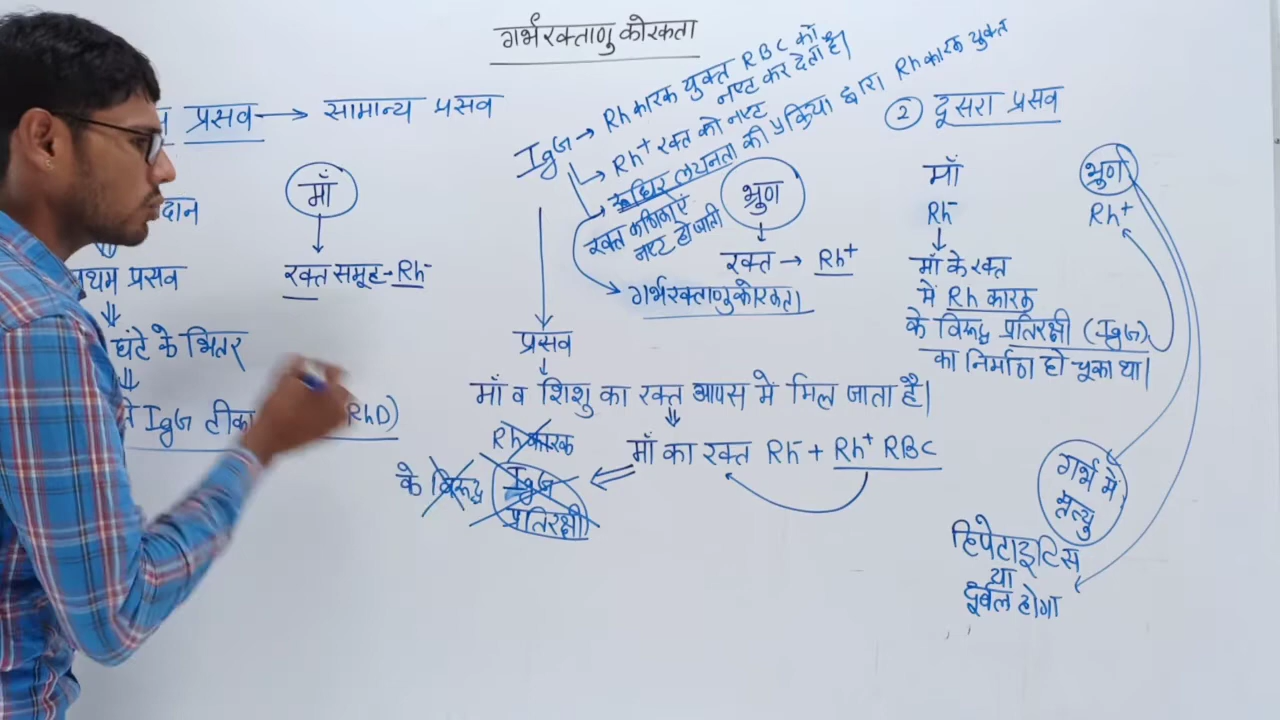 गर्भरक्ताणुकोरकता
प्रसव → सामान्य प्रसव
दान
प्रथम प्रसव
घंटे के भितर
IgG टीका RhD)
माँ
रक्त समूह → Rh⁻
IgG → Rh कारक युक्त RBC को
नष्ट कर देता है।
→ Rh⁺ रक्त को नष्ट
→ रूधिर लयनता की प्रक्रिया द्वारा Rh कारक युक्त
रक्त कणिकाएं
नष्ट हो जाती
→ गर्भरक्ताणुकोरकता।
भ्रुण
रक्त → Rh⁺
प्रसव
माँ व शिशु का रक्त आपस मे मिल जाता है।
माँ का रक्त Rh⁻ + Rh⁺ RBC
Rh कारक
के विरूद्ध IgG
प्रतिरक्षी
② दूसरा प्रसव
माँ भ्रुण
Rh⁻ Rh⁺
माँ के रक्त
में Rh कारक
के विरूद्ध प्रतिरक्षी (IgG)
का निर्माण हो चूका था।
गर्भ में
मृत्यु
हिपेटाइटिस
या
दूर्बल होगा